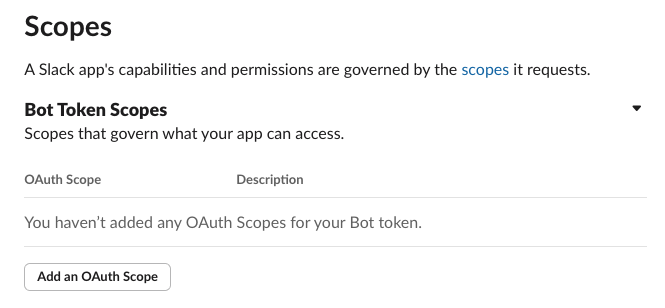 Scopes
A Slack app's capabilities and permissions are governed by the scopes it requests.
Bot Token Scopes
Scopes that govern what your app can access.
OAuth Scope Description
You haven’t added any OAuth Scopes for your Bot token.
Add an OAuth Scope